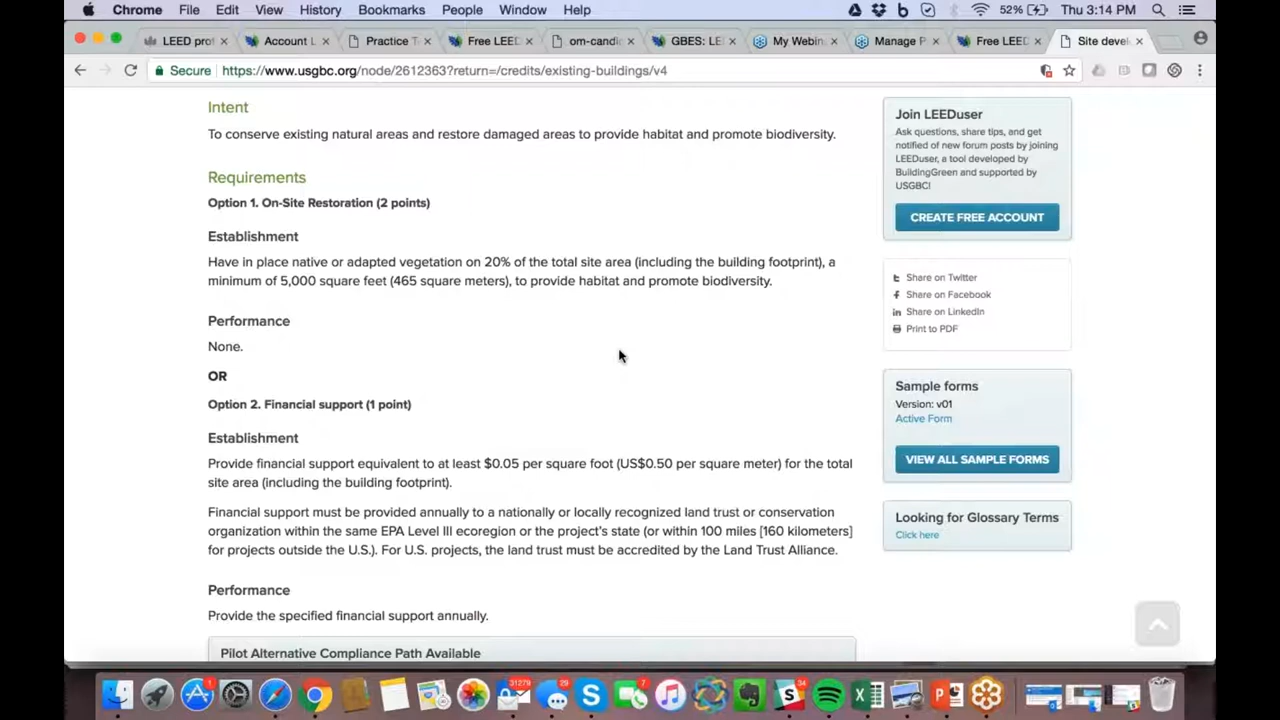 Chrome File Edit View History Bookmarks People Window Help 52% Thu 3:14 PM
LEED pro Account L Practice T Free LEED om-candi GBES: LE My Webin Manage P Free LEED Site deve
Secure https://www.usgbc.org/node/2612363?return=/credits/existing-buildings/v4
Intent
To conserve existing natural areas and restore damaged areas to provide habitat and promote biodiversity.
Requirements
Option 1. On-Site Restoration (2 points)
Establishment
Have in place native or adapted vegetation on 20% of the total site area (including the building footprint), a
minimum of 5,000 square feet (465 square meters), to provide habitat and promote biodiversity.
Performance
None.
OR
Option 2. Financial support (1 point)
Establishment
Provide financial support equivalent to at least $0.05 per square foot (US$0.50 per square meter) for the total
site area (including the building footprint).
Financial support must be provided annually to a nationally or locally recognized land trust or conservation
organization within the same EPA Level III ecoregion or the project's state (or within 100 miles [160 kilometers]
for projects outside the U.S.). For U.S. projects, the land trust must be accredited by the Land Trust Alliance.
Performance
Provide the specified financial support annually.
Pilot Alternative Compliance Path Available
Join LEEDuser
Ask questions, share tips, and get
notified of new forum posts by joining
LEEDuser, a tool developed by
BuildingGreen and supported by
USGBC!
CREATE FREE ACCOUNT
Share on Twitter
Share on Facebook
Share on LinkedIn
Print to PDF
Sample forms
Version: v01
Active Form
VIEW ALL SAMPLE FORMS
Looking for Glossary Terms
Click here